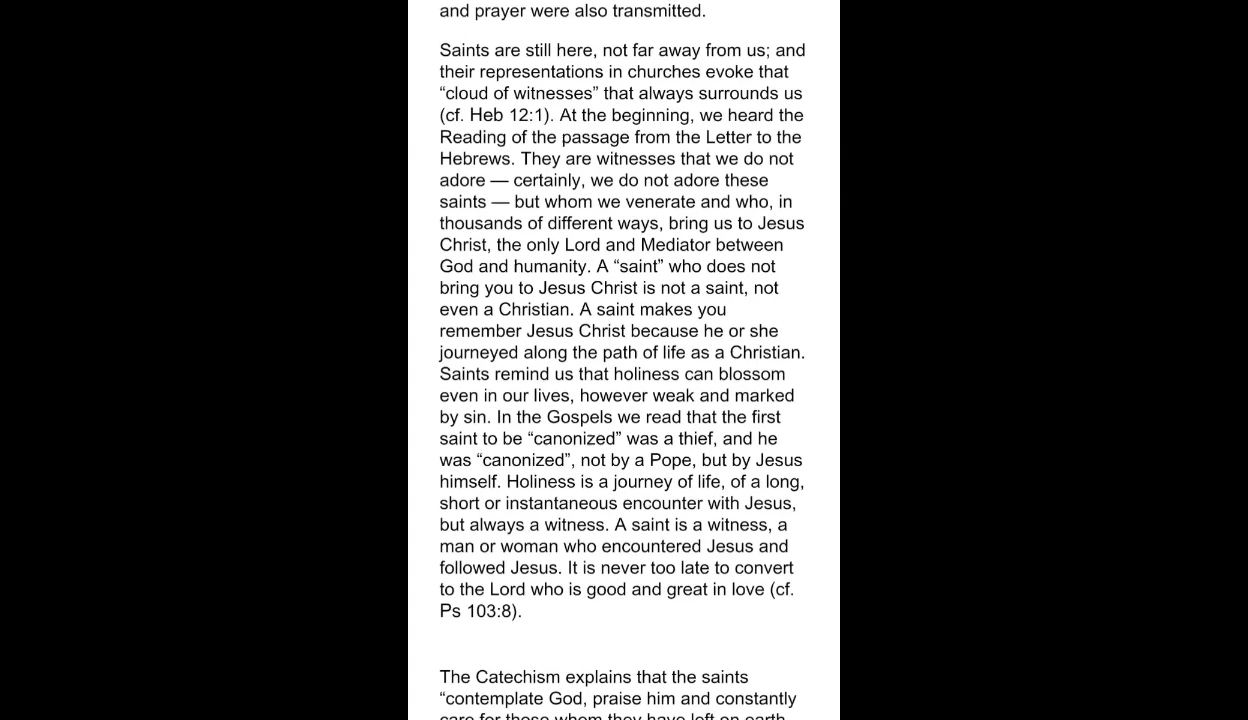 and prayer were also transmitted.
Saints are still here, not far away from us; and
their representations in churches evoke that
“cloud of witnesses” that always surrounds us
(cf. Heb 12:1). At the beginning, we heard the
Reading of the passage from the Letter to the
Hebrews. They are witnesses that we do not
adore — certainly, we do not adore these
saints — but whom we venerate and who, in
thousands of different ways, bring us to Jesus
Christ, the only Lord and Mediator between
God and humanity. A “saint” who does not
bring you to Jesus Christ is not a saint, not
even a Christian. A saint makes you
remember Jesus Christ because he or she
journeyed along the path of life as a Christian.
Saints remind us that holiness can blossom
even in our lives, however weak and marked
by sin. In the Gospels we read that the first
saint to be “canonized” was a thief, and he
was “canonized”, not by a Pope, but by Jesus
himself. Holiness is a journey of life, of a long,
short or instantaneous encounter with Jesus,
but always a witness. A saint is a witness, a
man or woman who encountered Jesus and
followed Jesus. It is never too late to convert
to the Lord who is good and great in love (cf.
Ps 103:8).
The Catechism explains that the saints
“contemplate God, praise him and constantly
care for those whom they have left on earth